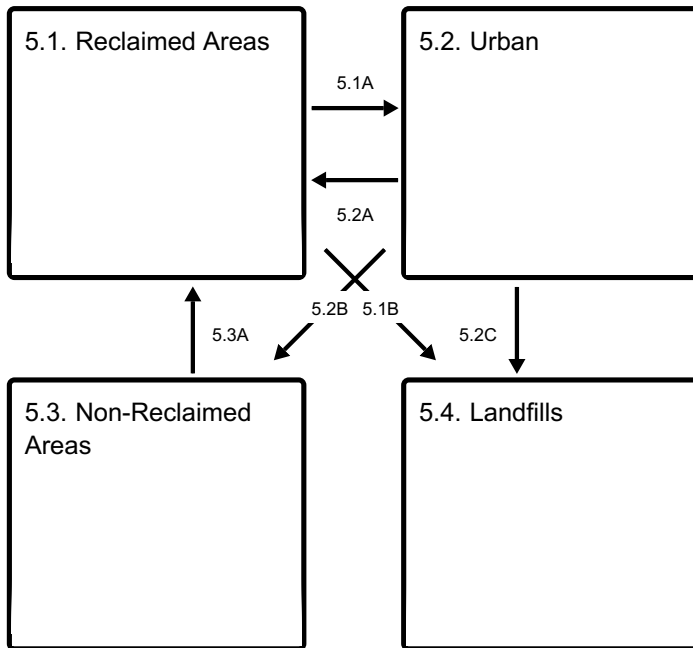 5.1. Reclaimed Areas
5.2. Urban
5.1A
5.2A
5.2B
5.1B
5.3A
5.2C
5.3. Non-Reclaimed
Areas
5.4. Landfills